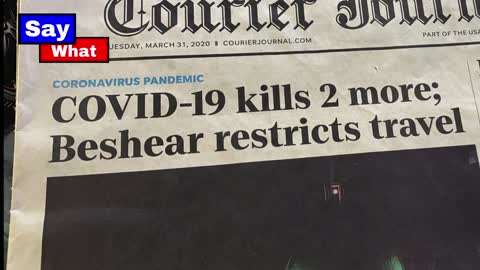 Say
What
Courier Journal
TUESDAY, MARCH 31, 2020 COURIERJOURNAL.COM
PART OF THE USA
CORONAVIRUS PANDEMIC
COVID-19 kills 2 more;
Beshear restricts travel